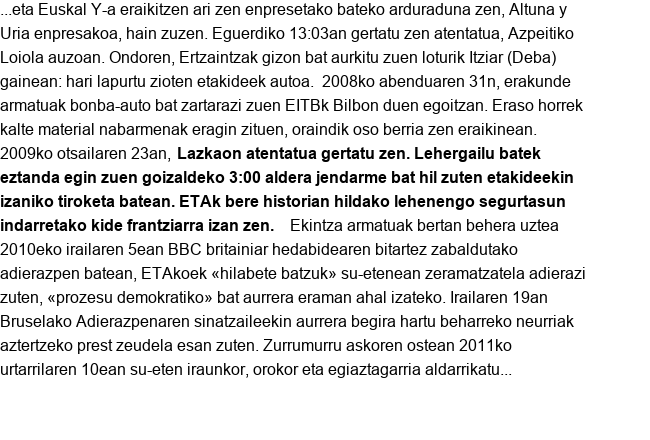 ...eta Euskal Y-a eraikitzen ari zen enpresetako bateko arduraduna zen, Altuna y
Uria enpresakoa, hain zuzen. Eguerdiko 13:03an gertatu zen atentatua, Azpeitiko
Loiola auzoan. Ondoren, Ertzaintzak gizon bat aurkitu zuen loturik Itziar (Deba)
gainean: hari lapurtu zioten etakideek autoa.  2008ko abenduaren 31n, erakunde
armatuak bonba-auto bat zartarazi zuen EITBk Bilbon duen egoitzan. Eraso horrek
kalte material nabarmenak eragin zituen, oraindik oso berria zen eraikinean.
2009ko otsailaren 23an, Lazkaon atentatua gertatu zen. Lehergailu batek
eztanda egin zuen goizaldeko 3:00 aldera jendarme bat hil zuten etakideekin
izaniko tiroketa batean. ETAk bere historian hildako lehenengo segurtasun
indarretako kide frantziarra izan zen.   Ekintza armatuak bertan behera uztea
2010eko irailaren 5ean BBC britainiar hedabidearen bitartez zabaldutako
adierazpen batean, ETAkoek «hilabete batzuk» su-etenean zeramatzatela adierazi
zuten, «prozesu demokratiko» bat aurrera eraman ahal izateko. Irailaren 19an
Bruselako Adierazpenaren sinatzaileekin aurrera begira hartu beharreko neurriak
aztertzeko prest zeudela esan zuten. Zurrumurru askoren ostean 2011ko
urtarrilaren 10ean su-eten iraunkor, orokor eta egiaztagarria aldarrikatu...